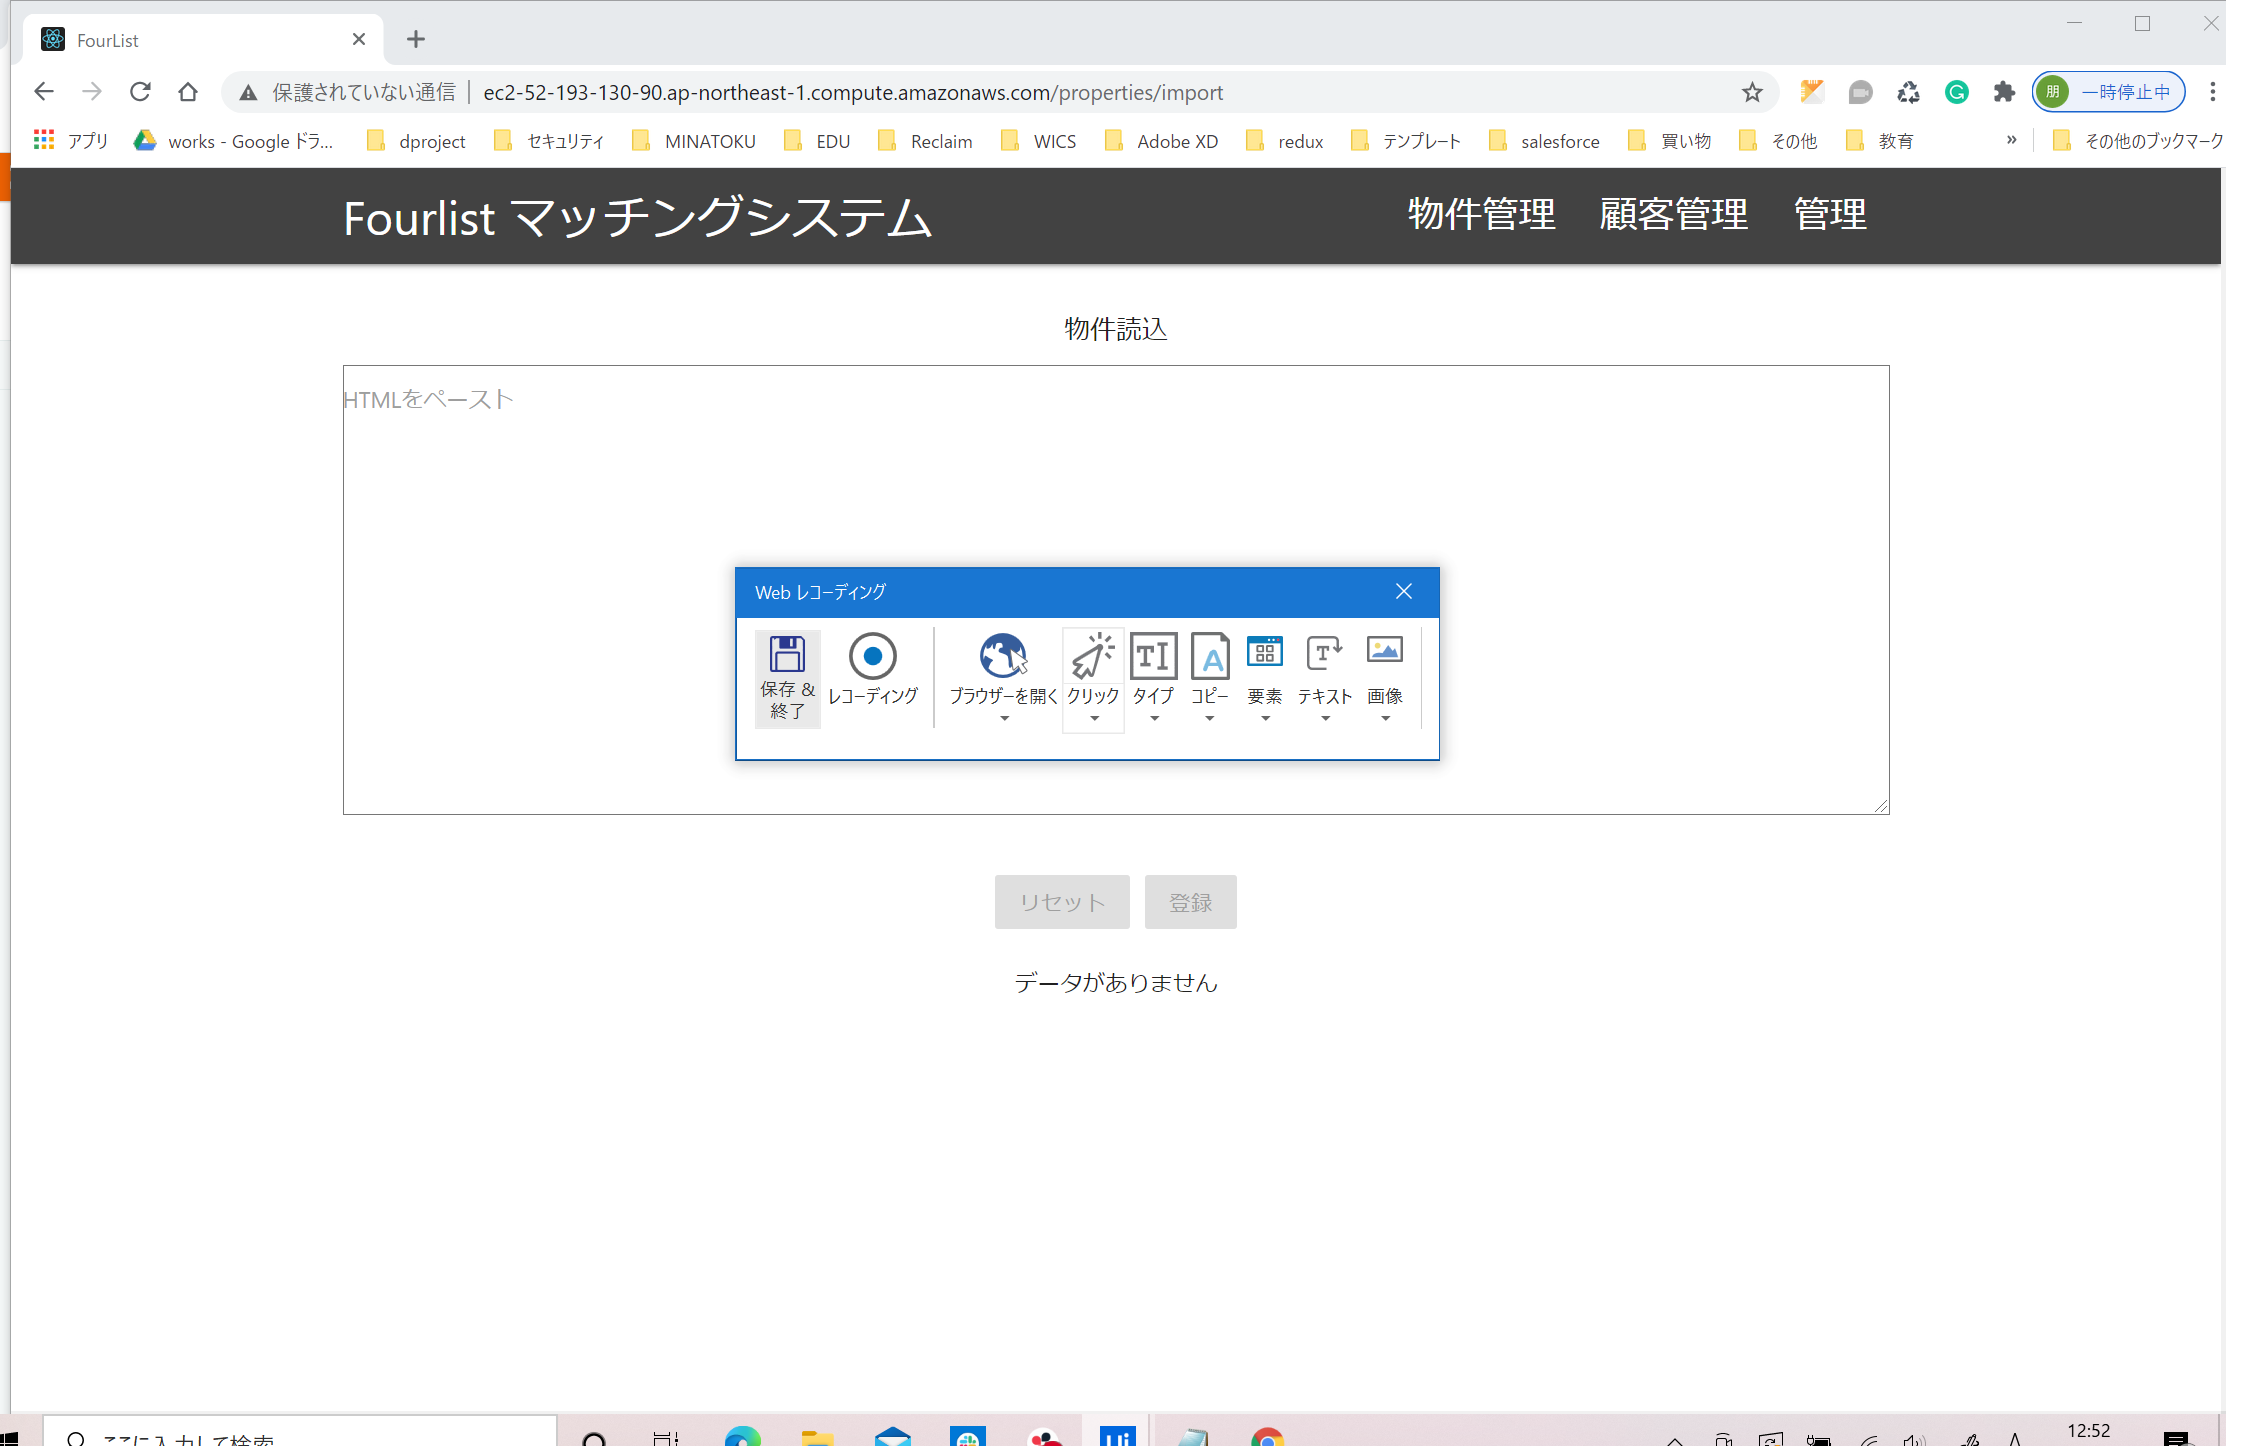 FourList
保護されていない通信 ec2-52-193-130-90.ap-northeast-1.compute.amazonaws.com/properties/import
朋 一時停止中
アプリ works - Google ドラ... dproject セキュリティ MINATOKU EDU Reclaim WICS Adobe XD redux テンプレート salesforce 買い物 その他 教育 » その他のブックマーク
Fourlist マッチングシステム 物件管理 顧客管理 管理
物件読込
HTMLをペースト
Web レコーディング
保存 & 終了 レコーディング ブラウザーを開く クリック タイプ コピー 要素 テキスト 画像
リセット 登録
データがありません
ここに入力して検索
12:52